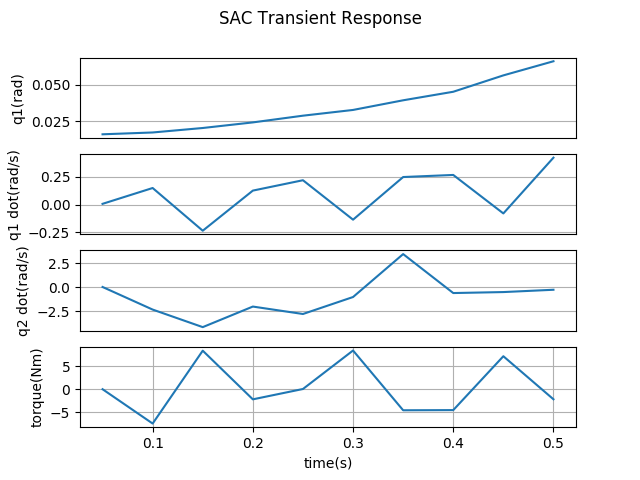 SAC Transient Response
q1(rad)
0.050
0.025
q1 dot(rad/s)
0.25
0.00
−0.25
q2 dot(rad/s)
2.5
0.0
−2.5
torque(Nm)
5
0
−5
0.1 0.2 0.3 0.4 0.5
time(s)